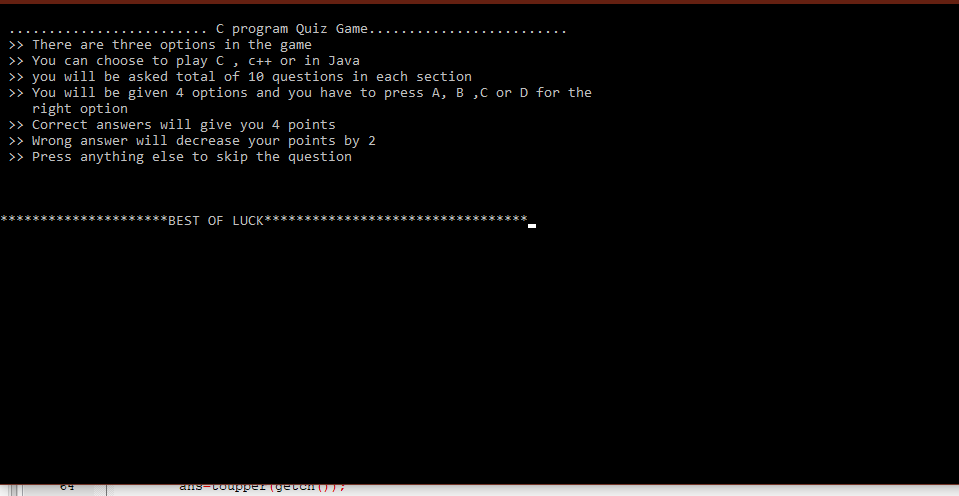 ......................... C program Quiz Game.........................
>> There are three options in the game
>> You can choose to play C , c++ or in Java
>> you will be asked total of 10 questions in each section
>> You will be given 4 options and you have to press A, B ,C or D for the
right option
>> Correct answers will give you 4 points
>> Wrong answer will decrease your points by 2
>> Press anything else to skip the question
*********************BEST OF LUCK*********************************
64 ans=toupper(getch());